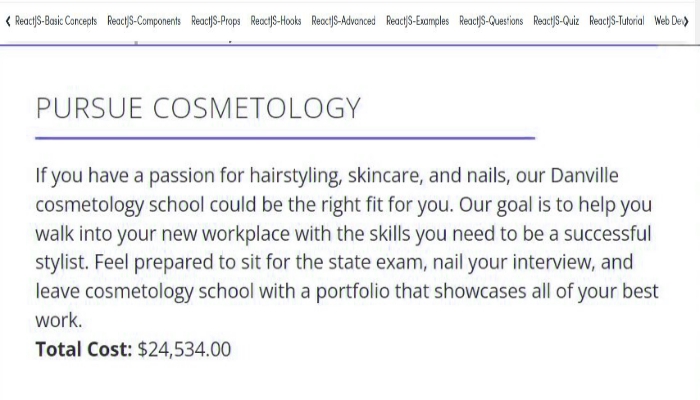 ReactJS-Basic Concepts ReactJS-Components ReactJS-Props ReactJS-Hooks ReactJS-Advanced ReactJS-Examples ReactJS-Questions ReactJS-Quiz ReactJS-Tutorial Web Dev
PURSUE COSMETOLOGY
If you have a passion for hairstyling, skincare, and nails, our Danville
cosmetology school could be the right fit for you. Our goal is to help you
walk into your new workplace with the skills you need to be a successful
stylist. Feel prepared to sit for the state exam, nail your interview, and
leave cosmetology school with a portfolio that showcases all of your best
work.
Total Cost: $24,534.00